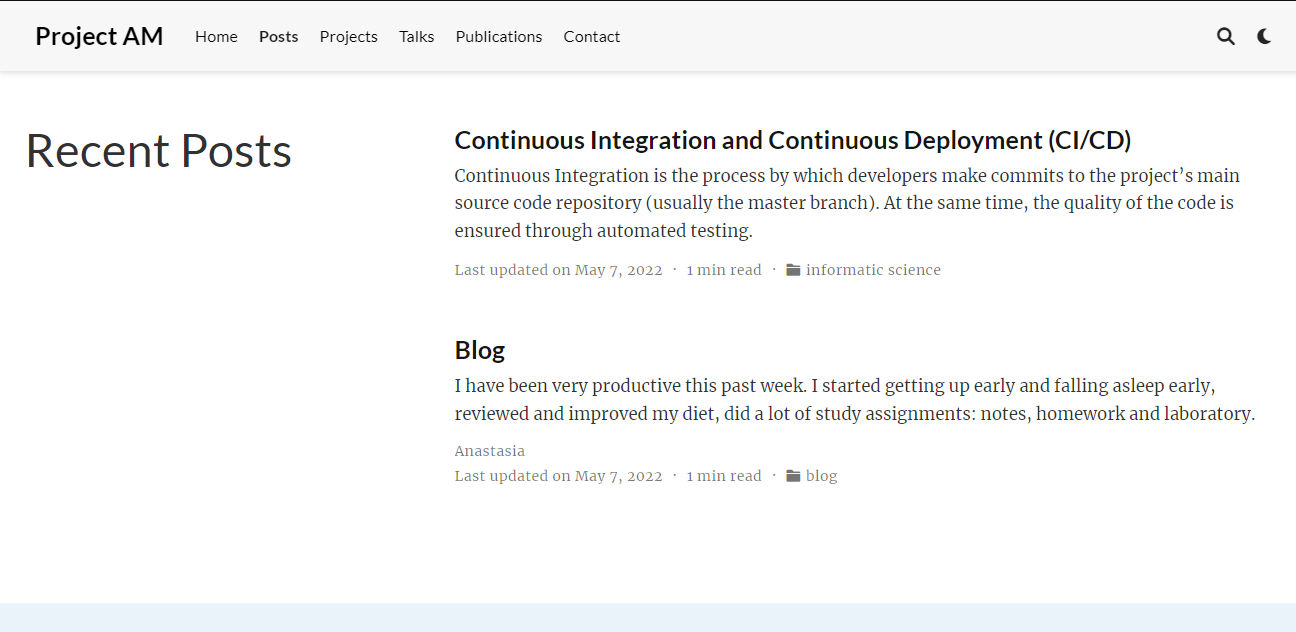 Project AM Home Posts Projects Talks Publications Contact
Recent Posts
Continuous Integration and Continuous Deployment (CI/CD)
Continuous Integration is the process by which developers make commits to the project’s main
source code repository (usually the master branch). At the same time, the quality of the code is
ensured through automated testing.
Last updated on May 7, 2022 · 1 min read · informatic science
Blog
I have been very productive this past week. I started getting up early and falling asleep early,
reviewed and improved my diet, did a lot of study assignments: notes, homework and laboratory.
Anastasia
Last updated on May 7, 2022 · 1 min read · blog